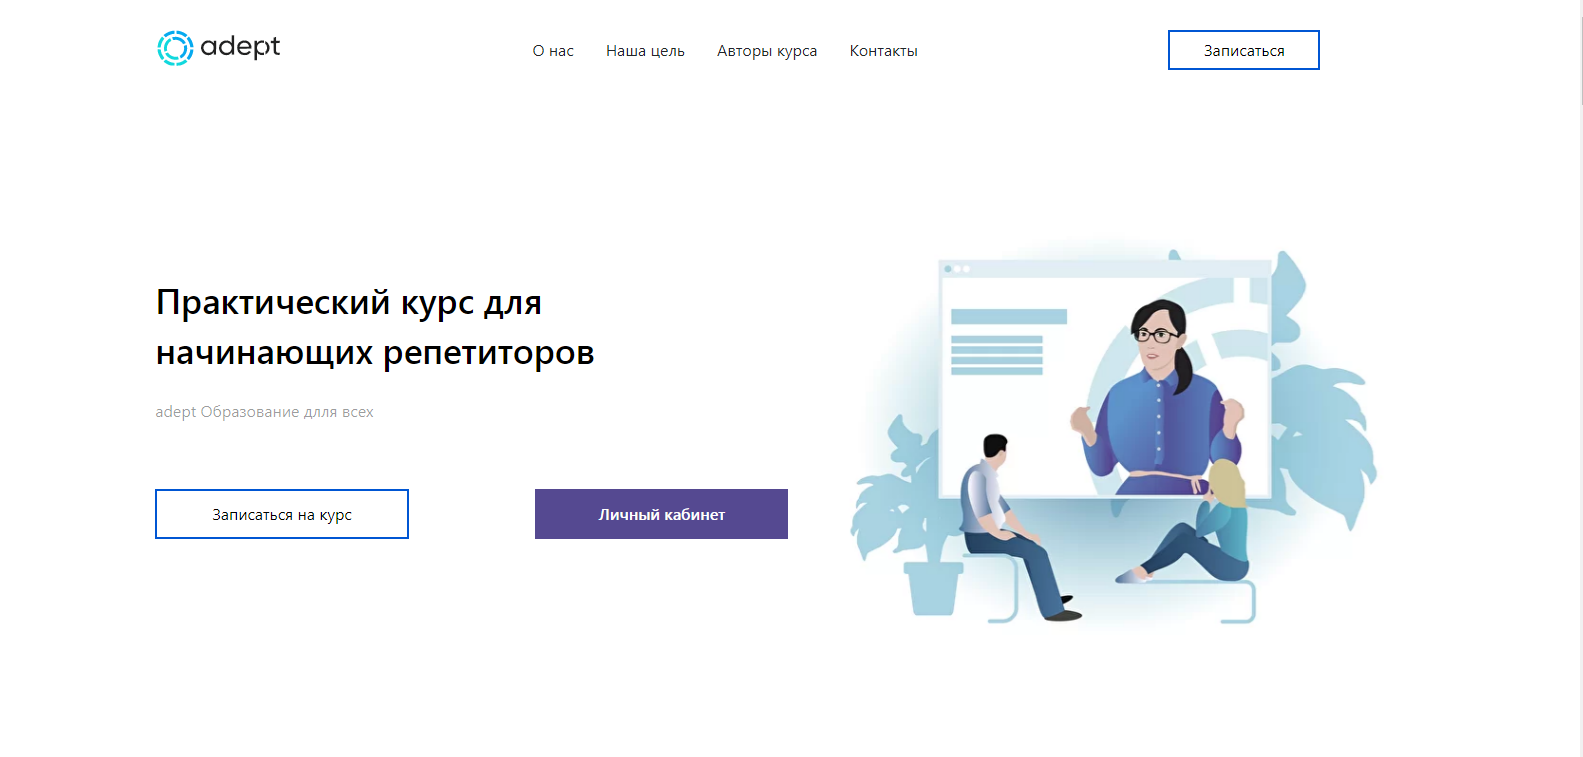 adept
О нас
Наша цель
Авторы курса
Контакты
Записаться
Практический курс для
начинающих репетиторов
adept Образование длля всех
Записаться на курс
Личный кабинет